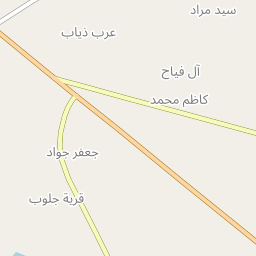 سيد مراد
عرب ذياب
آل فياح
كاظم محمد
جعفر جواد
قرية جلوب